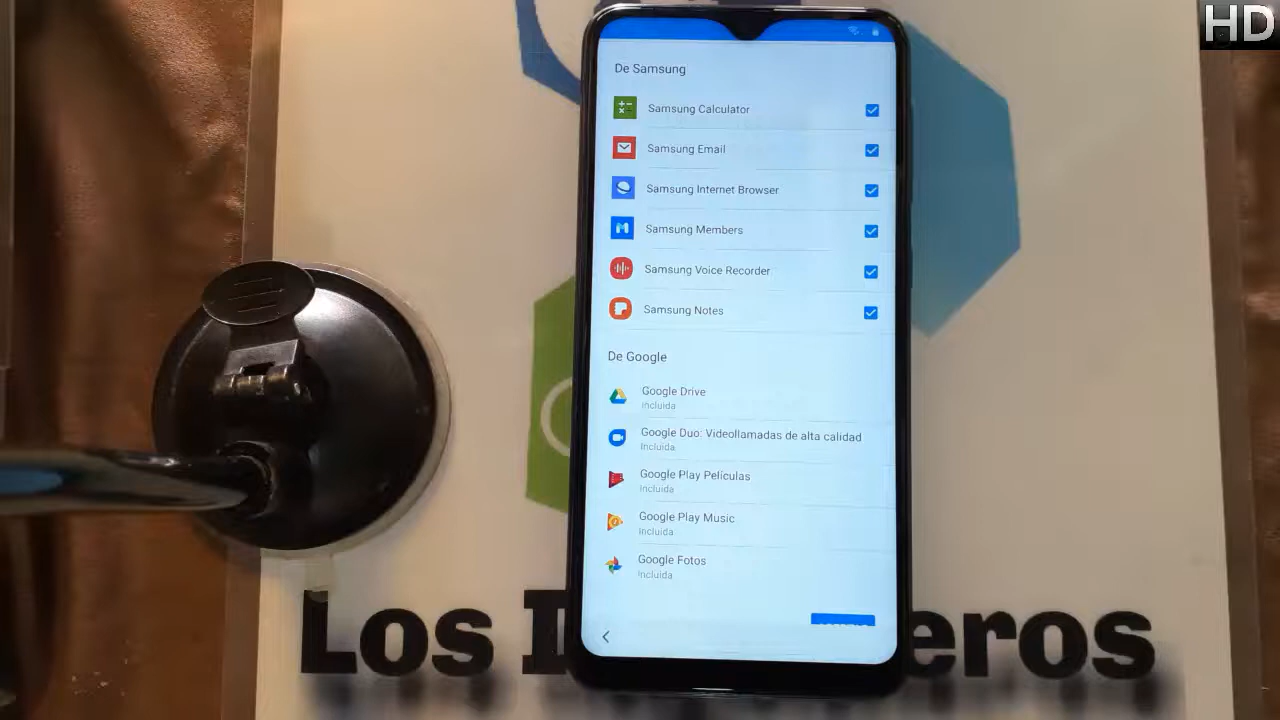 HD
De Samsung
Samsung Calculator
Samsung Email
Samsung Internet Browser
Samsung Members
Samsung Voice Recorder
Samsung Notes
De Google
Google Drive
Incluida
Google Duo: Videollamadas de alta calidad
Incluida
Google Play Películas
Incluida
Google Play Music
Incluida
Google Fotos
Incluida
Los